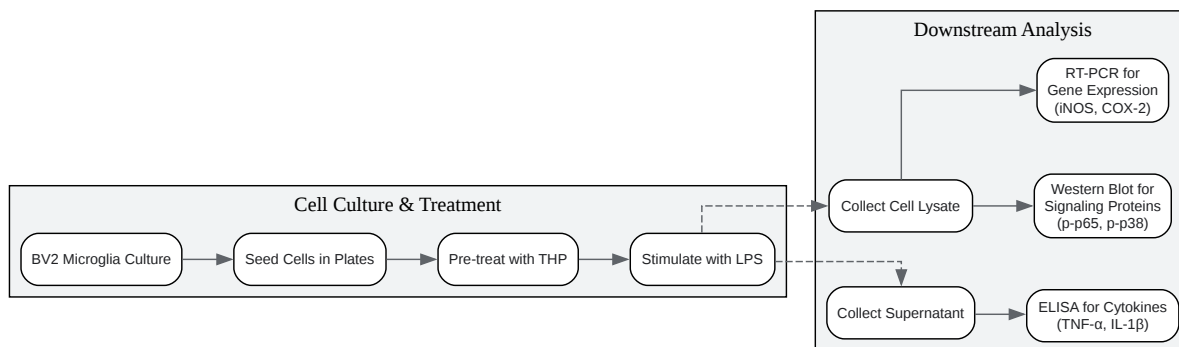 Cell Culture & Treatment
BV2 Microglia Culture
Seed Cells in Plates
Pre-treat with THP
Stimulate with LPS
Downstream Analysis
RT-PCR for
Gene Expression
(iNOS, COX-2)
Collect Cell Lysate
Western Blot for
Signaling Proteins
(p-p65, p-p38)
Collect Supernatant
ELISA for Cytokines
(TNF-α, IL-1β)